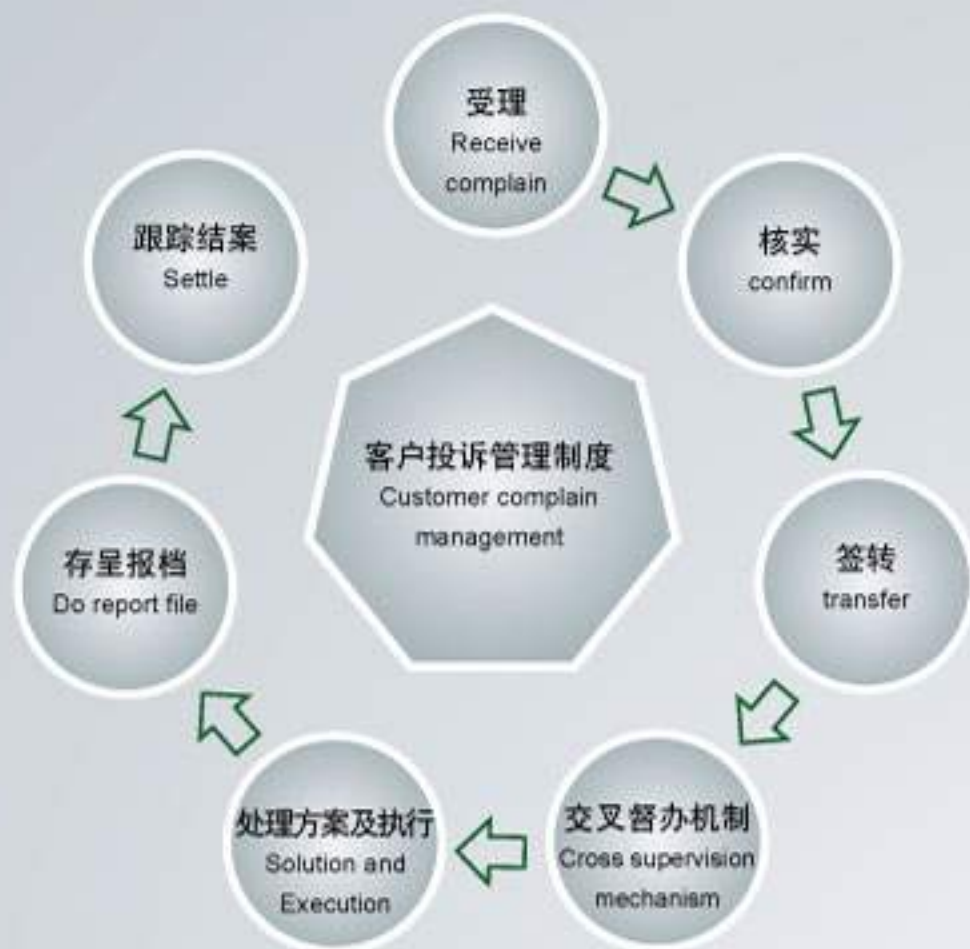 受理
Receive
complain
核实
confirm
签转
transfer
交叉督办机制
Cross supervision
mechanism
处理方案及执行
Solution and
Execution
存呈报档
Do report file
跟踪结案
Settle
客户投诉管理制度
Customer complain
management